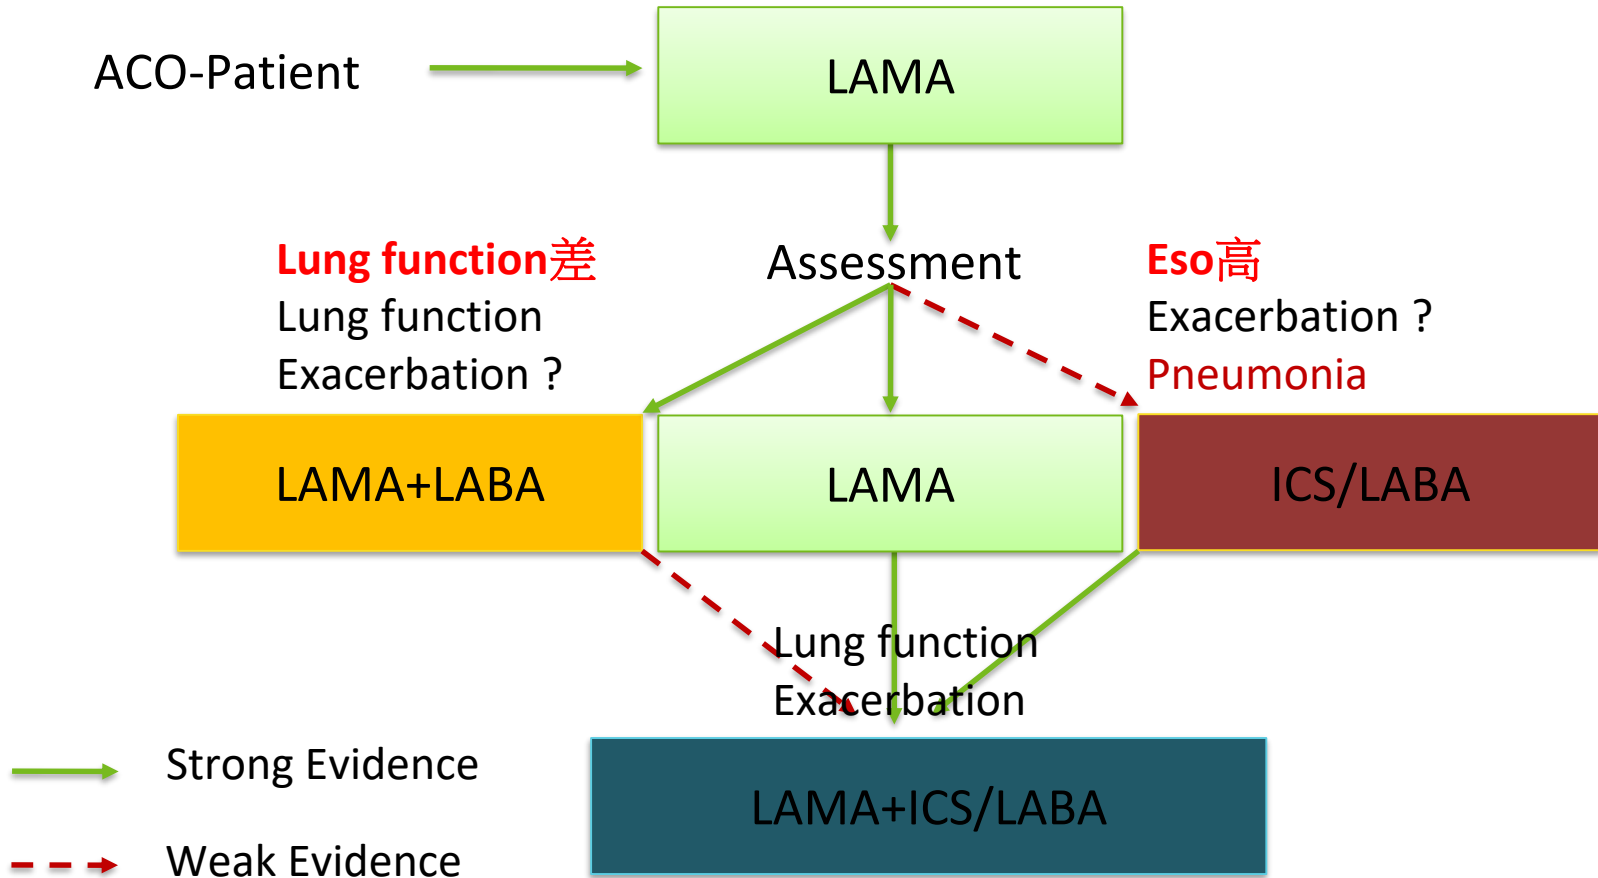 ACO-Patient
LAMA
Lung function差
Lung function
Exacerbation ?
Assessment
Eso高
Exacerbation ?
Pneumonia
LAMA+LABA
LAMA
ICS/LABA
Lung function
Exacerbation
Strong Evidence
LAMA+ICS/LABA
Weak Evidence